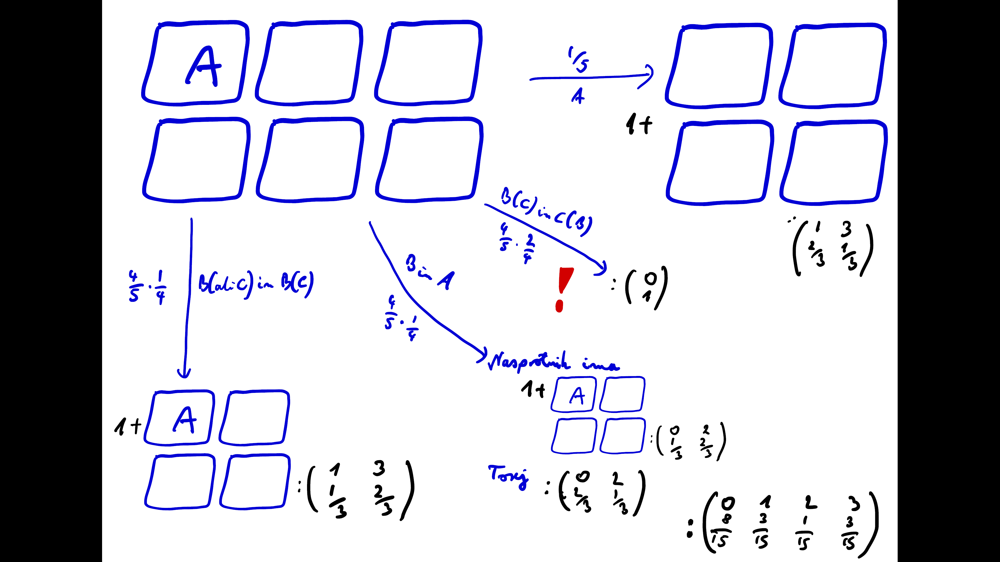 A
1/5
A
1+
B(C) in C(B)
4/5 · 2/4
: ( 1 3
2/3 1/3 )
4/5 · 1/4
B(ali C) in B(C)
B in A
4/5 · 1/4
!
: ( 0
1 )
Nasprotnik ima
1+
A
: ( 0 2
1/3 2/3 )
1+
A
: ( 1 3
1/3 2/3 )
Torej : ( 0 2
2/3 1/3 )
: ( 0 1 2 3
8/15 3/15 1/15 3/15 )